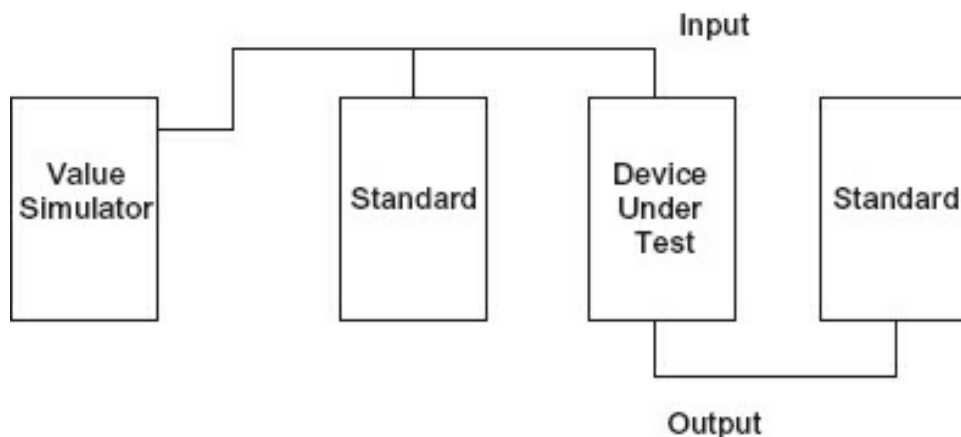 Input
Value
Simulator
Standard
Device
Under
Test
Standard
Output